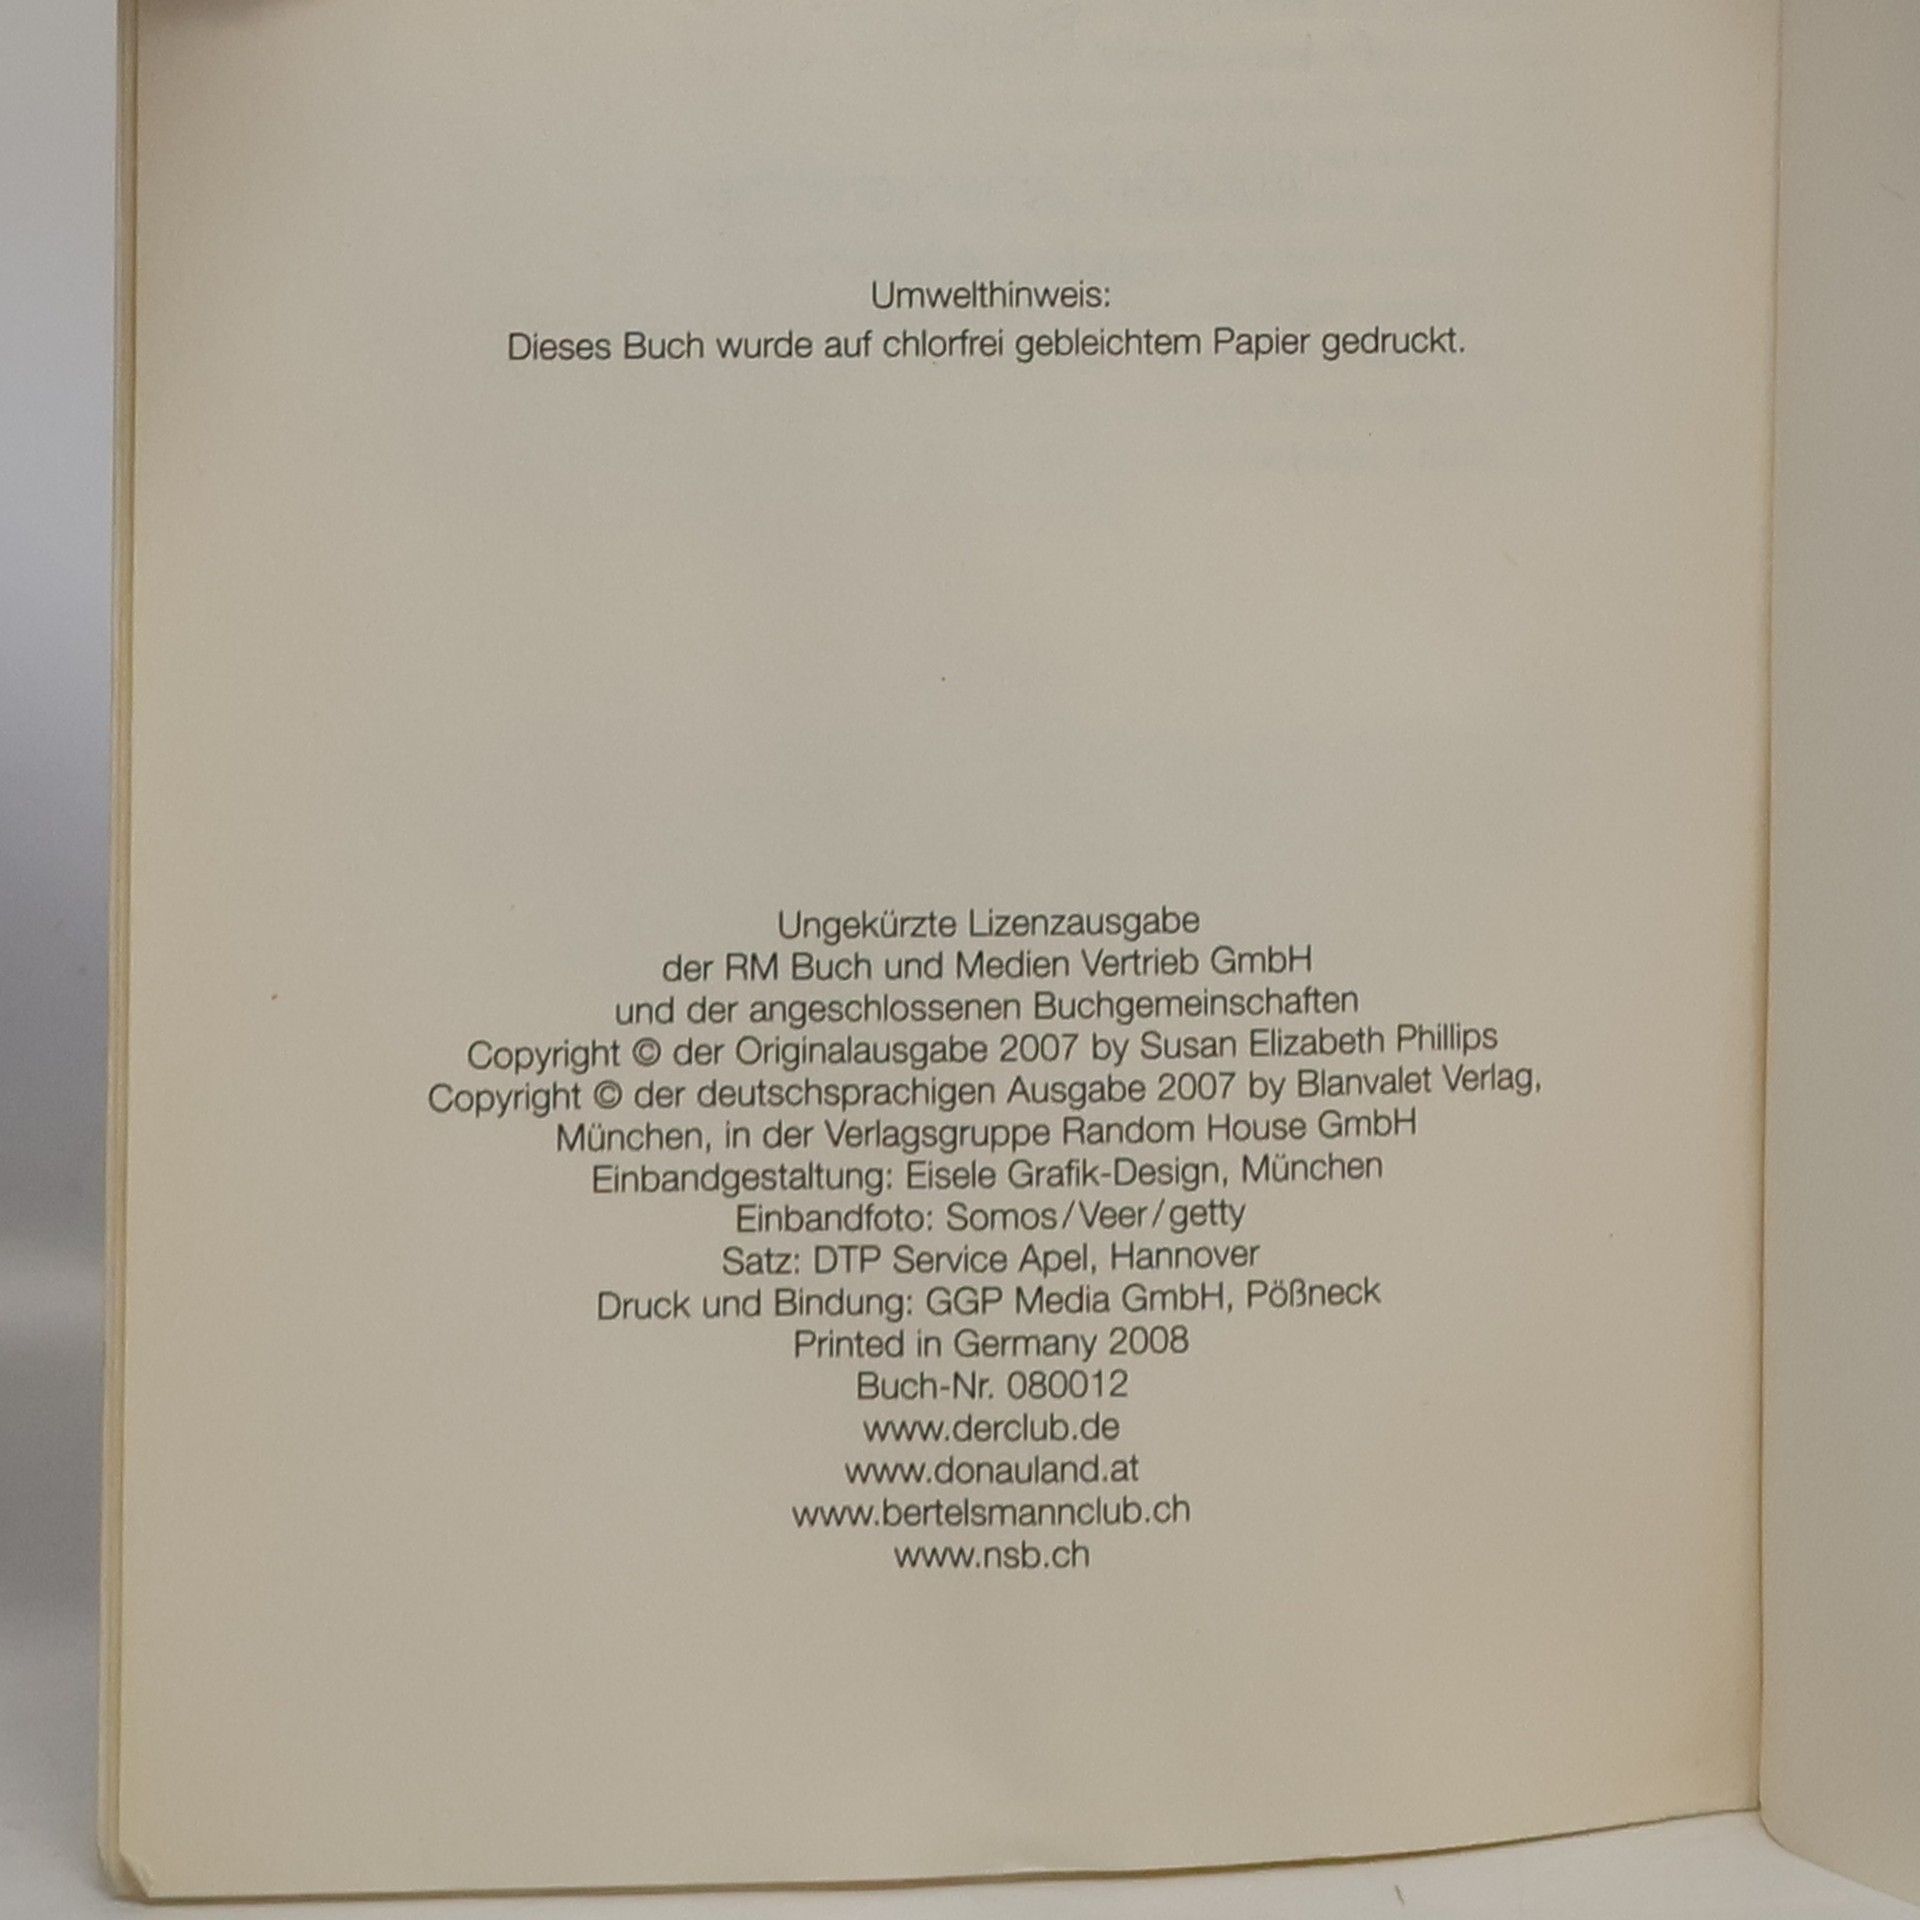 Umwelthinweis:
Dieses Buch wurde auf chlorfrei gebleichtem Papier gedruckt.
Ungekürzte Lizenzausgabe
der RM Buch und Medien Vertrieb GmbH
und der angeschlossenen Buchgemeinschaften
Copyright © der Originalausgabe 2007 by Susan Elizabeth Phillips
Copyright © der deutschsprachigen Ausgabe 2007 by Blanvalet Verlag,
München, in der Verlagsgruppe Random House GmbH
Einbandgestaltung: Eisele Grafik-Design, München
Einbandfoto: Somos/Veer/getty
Satz: DTP Service Apel, Hannover
Druck und Bindung: GGP Media GmbH, Pößneck
Printed in Germany 2008
Buch-Nr. 080012
www.derclub.de
www.donauland.at
www.bertelsmannclub.ch
www.nsb.ch